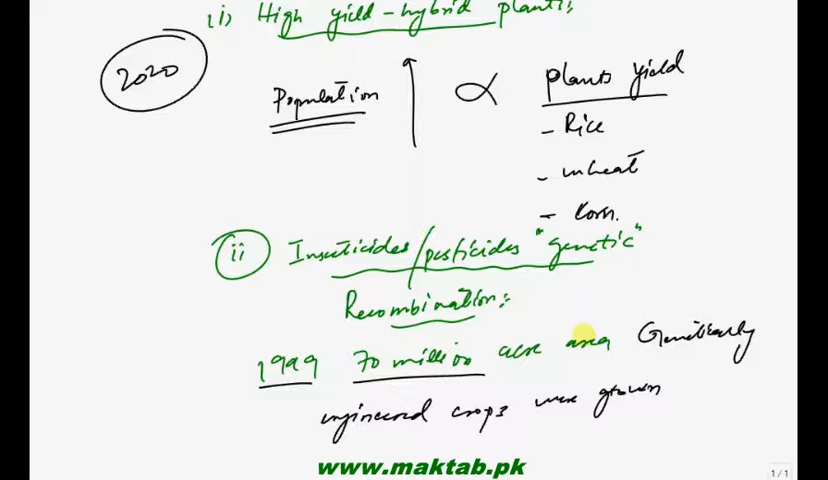 (i) High yield - hybrid plants:
2020
Population ↑ ∝ Plants yield
- Rice
- wheat
- Corn.
(ii) Insecticides/pesticides "genetic"
Recombination:
1999 70 million acre area Genetically
engineered crops were grown
www.maktab.pk
1/1